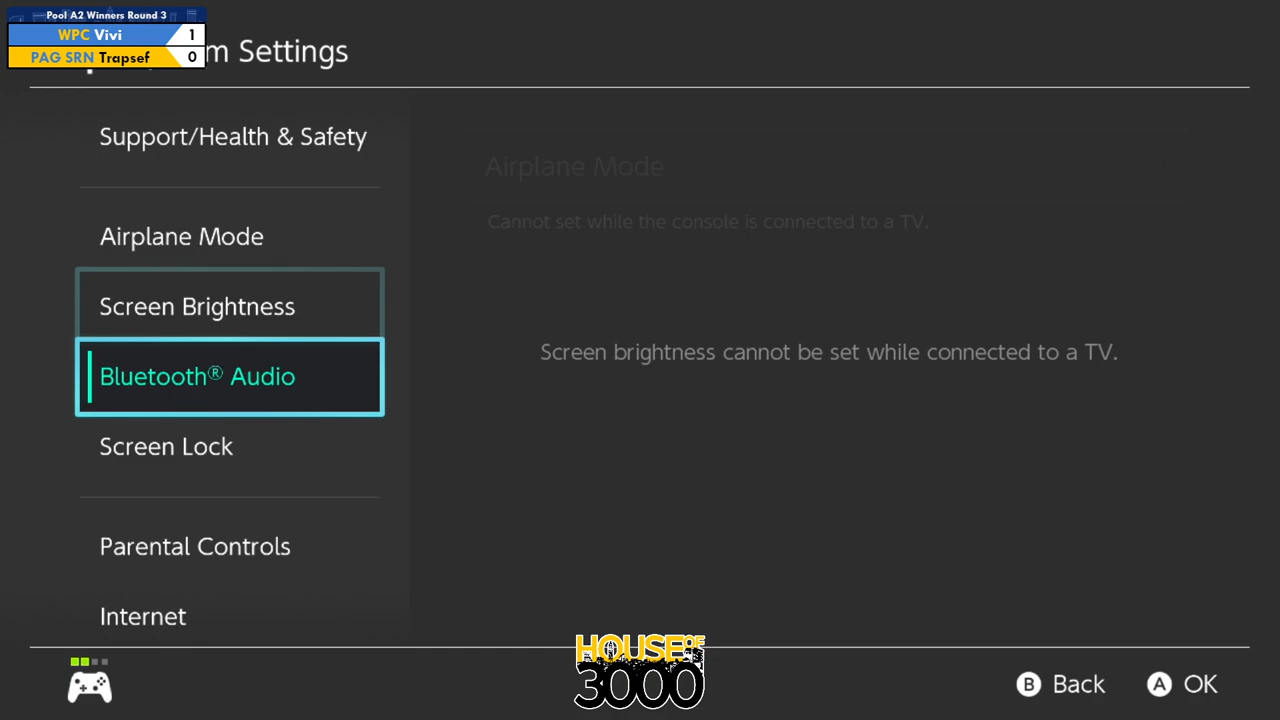 Pool A2 Winners Round 3
WPC Vivi 1
PAG SRN Trapsef 0
m Settings
Support/Health & Safety
Airplane Mode
Screen Brightness
Bluetooth® Audio
Screen Lock
Parental Controls
Internet
Airplane Mode
Cannot set while the console is connected to a TV.
Screen brightness cannot be set while connected to a TV.
HOUSE OF
3000
B Back
A OK